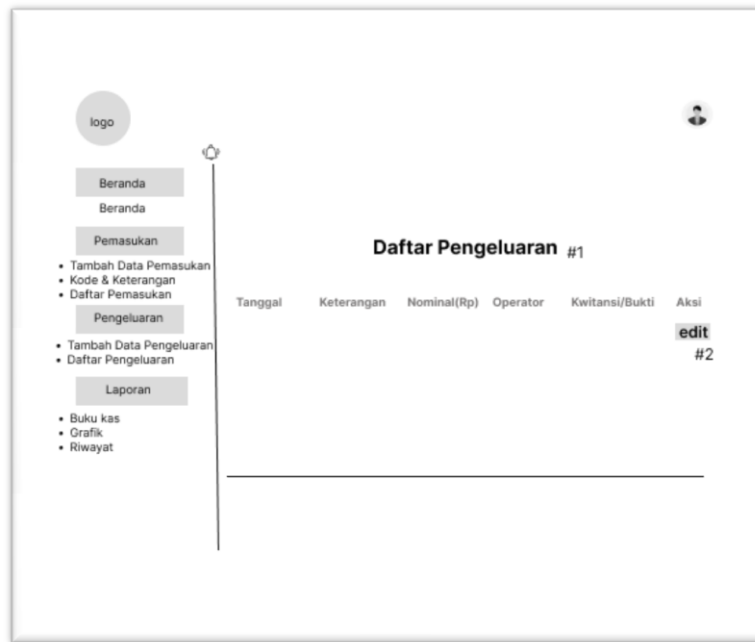 logo
Beranda
Beranda
Pemasukan
• Tambah Data Pemasukan
• Kode & Keterangan
• Daftar Pemasukan
Pengeluaran
• Tambah Data Pengeluaran
• Daftar Pengeluaran
Laporan
• Buku kas
• Grafik
• Riwayat
Daftar Pengeluaran #1
Tanggal Keterangan Nominal(Rp) Operator Kwitansi/Bukti Aksi
edit
#2